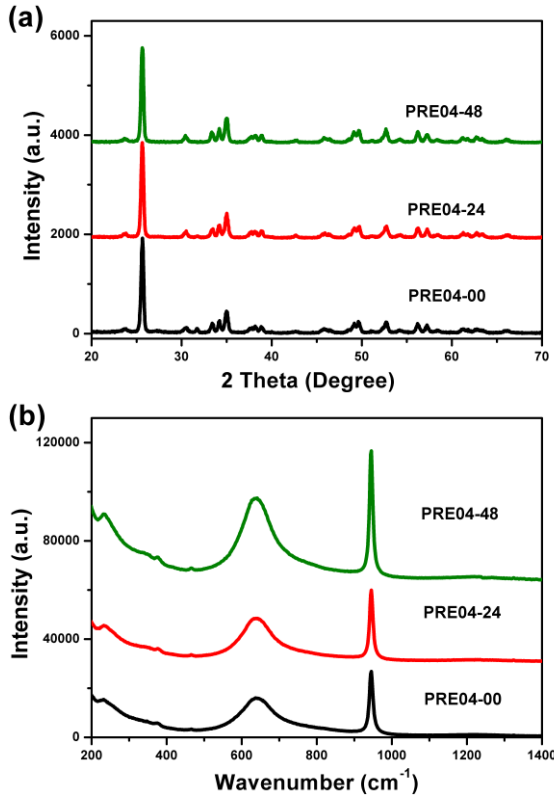 (a)
6000
4000
2000
0
Intensity (a.u.)
PRE04-48
PRE04-24
PRE04-00
20 30 40 50 60 70
2 Theta (Degree)
(b)
120000
80000
40000
0
Intensity (a.u.)
PRE04-48
PRE04-24
PRE04-00
200 400 600 800 1000 1200 1400
Wavenumber (cm⁻¹)